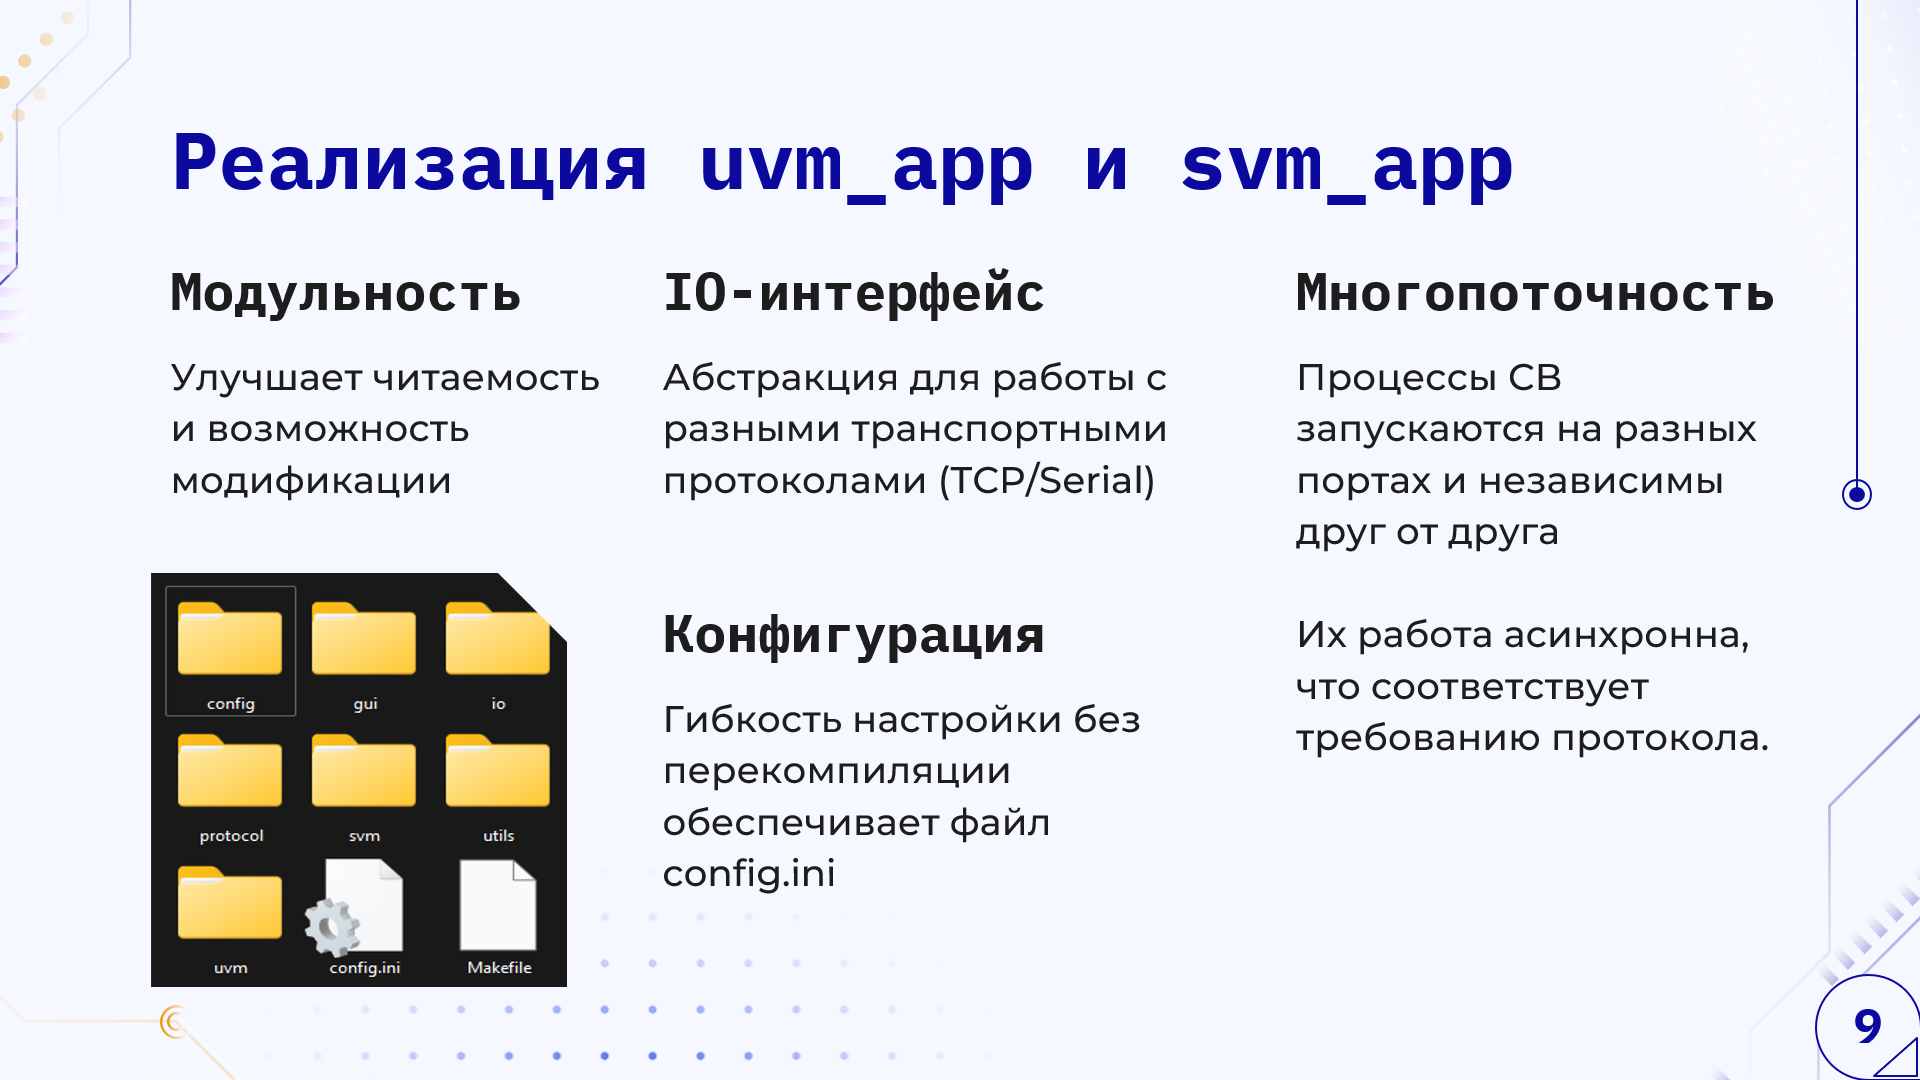 Реализация uvm_app и svm_app
Модульность
Улучшает читаемость
и возможность
модификации
config
gui
io
protocol
svm
utils
uvm
config.ini
Makefile
IO-интерфейс
Абстракция для работы с
разными транспортными
протоколами (TCP/Serial)
Конфигурация
Гибкость настройки без
перекомпиляции
обеспечивает файл
config.ini
Многопоточность
Процессы СВ
запускаются на разных
портах и независимы
друг от друга
Их работа асинхронна,
что соответствует
требованию протокола.
9